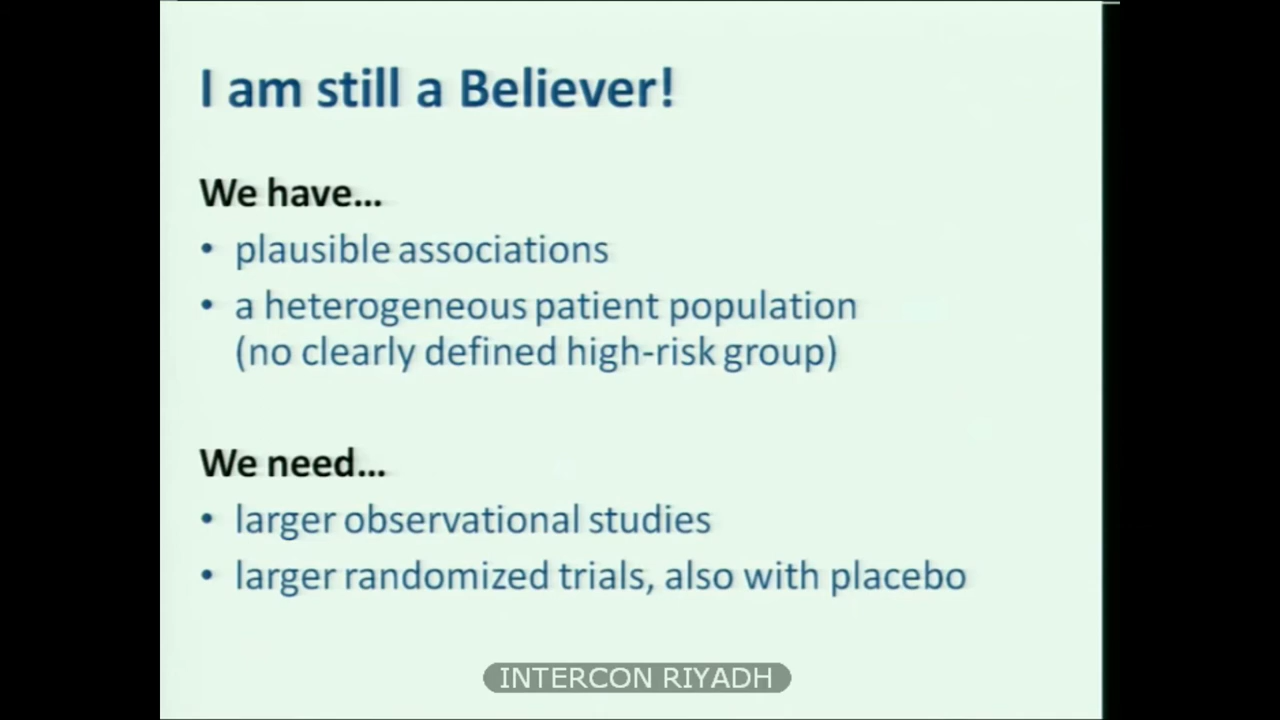 I am still a Believer!
We have...
• plausible associations
• a heterogeneous patient population
(no clearly defined high-risk group)
We need...
• larger observational studies
• larger randomized trials, also with placebo
INTERCON RIYADH